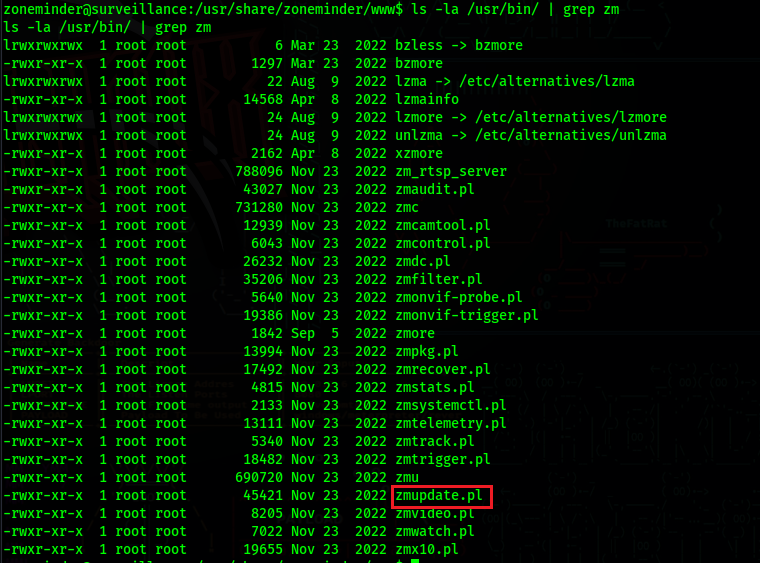 zoneminder@surveillance:/usr/share/zoneminder/www$ ls -la /usr/bin/ | grep zm
ls -la /usr/bin/ | grep zm
lrwxrwxrwx  1 root root           6 Mar 23  2022 bzless -> bzmore
-rwxr-xr-x  1 root root        1297 Mar 23  2022 bzmore
lrwxrwxrwx  1 root root          22 Aug  9  2022 lzma -> /etc/alternatives/lzma
-rwxr-xr-x  1 root root       14568 Apr  8  2022 lzmainfo
lrwxrwxrwx  1 root root          24 Aug  9  2022 lzmore -> /etc/alternatives/lzmore
lrwxrwxrwx  1 root root          24 Aug  9  2022 unlzma -> /etc/alternatives/unlzma
-rwxr-xr-x  1 root root        2162 Apr  8  2022 xzmore
-rwxr-xr-x  1 root root      788096 Nov 23  2022 zm_rtsp_server
-rwxr-xr-x  1 root root       43027 Nov 23  2022 zmaudit.pl
-rwxr-xr-x  1 root root      731280 Nov 23  2022 zmc
-rwxr-xr-x  1 root root       12939 Nov 23  2022 zmcamtool.pl
-rwxr-xr-x  1 root root        6043 Nov 23  2022 zmcontrol.pl
-rwxr-xr-x  1 root root       26232 Nov 23  2022 zmdc.pl
-rwxr-xr-x  1 root root       35206 Nov 23  2022 zmfilter.pl
-rwxr-xr-x  1 root root        5640 Nov 23  2022 zmonvif-probe.pl
-rwxr-xr-x  1 root root       19386 Nov 23  2022 zmonvif-trigger.pl
-rwxr-xr-x  1 root root        1842 Sep  5  2022 zmore
-rwxr-xr-x  1 root root       13994 Nov 23  2022 zmpkg.pl
-rwxr-xr-x  1 root root       17492 Nov 23  2022 zmrecover.pl
-rwxr-xr-x  1 root root        4815 Nov 23  2022 zmstats.pl
-rwxr-xr-x  1 root root        2133 Nov 23  2022 zmsystemctl.pl
-rwxr-xr-x  1 root root       13111 Nov 23  2022 zmtelemetry.pl
-rwxr-xr-x  1 root root        5340 Nov 23  2022 zmtrack.pl
-rwxr-xr-x  1 root root       18482 Nov 23  2022 zmtrigger.pl
-rwxr-xr-x  1 root root      690720 Nov 23  2022 zmu
-rwxr-xr-x  1 root root       45421 Nov 23  2022 zmupdate.pl
-rwxr-xr-x  1 root root        8205 Nov 23  2022 zmvideo.pl
-rwxr-xr-x  1 root root        7022 Nov 23  2022 zmwatch.pl
-rwxr-xr-x  1 root root       19655 Nov 23  2022 zmx10.pl
TheFatRat